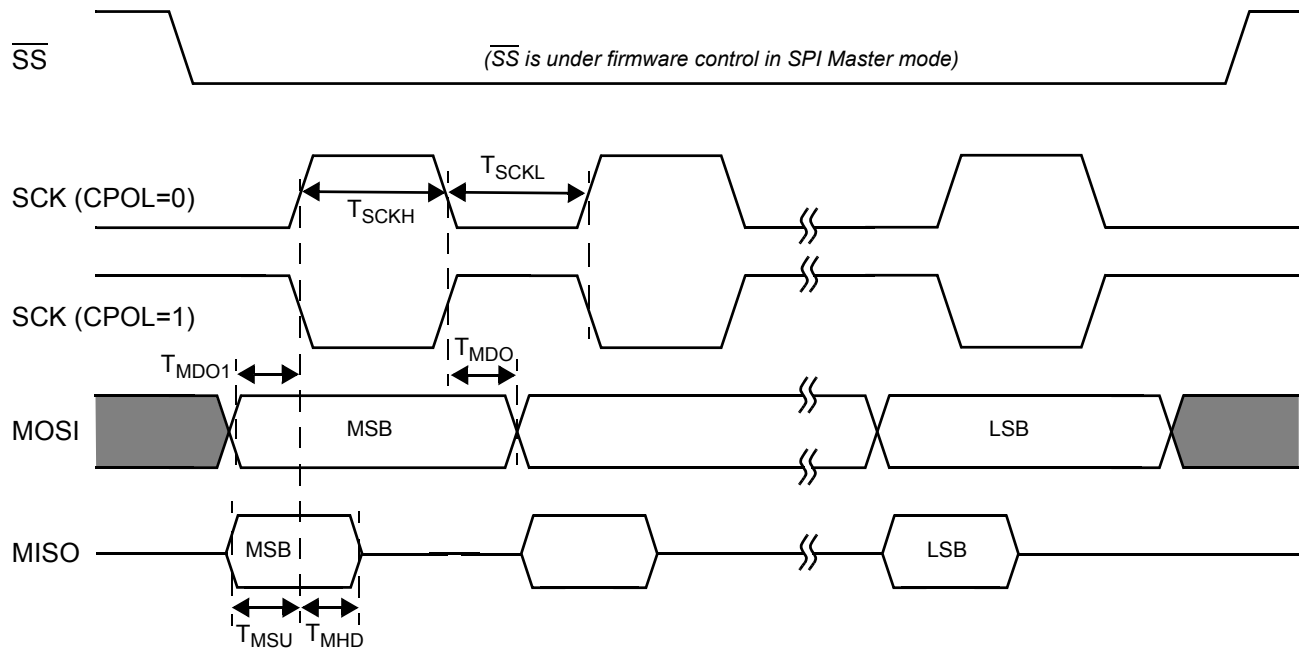 SS
(SS is under firmware control in SPI Master mode)
SCK (CPOL=0)
TSCKH
TSCKL
SCK (CPOL=1)
TMDO1
TMDO
MOSI
MSB
LSB
MISO
MSB
LSB
TMSU
TMHD